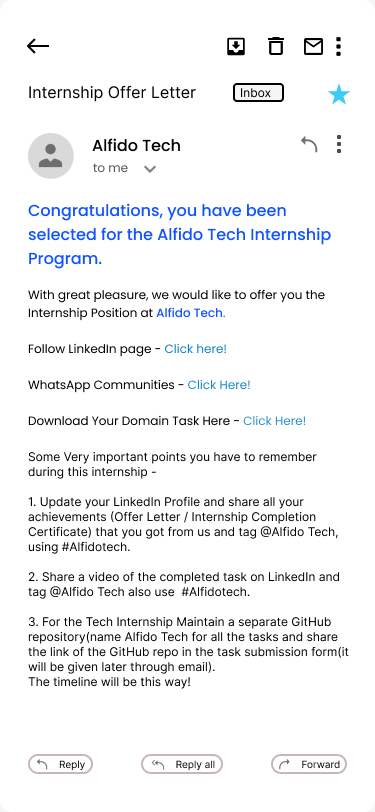 Internship Offer Letter
Inbox
Alfido Tech
to me
Congratulations, you have been
selected for the Alfido Tech Internship
Program.
With great pleasure, we would like to offer you the
Internship Position at Alfido Tech.
Follow LinkedIn page - Click here!
WhatsApp Communities - Click Here!
Download Your Domain Task Here - Click Here!
Some Very important points you have to remember
during this internship -
1. Update your LinkedIn Profile and share all your
achievements (Offer Letter / Internship Completion
Certificate) that you got from us and tag @Alfido Tech,
using #Alfidotech.
2. Share a video of the completed task on LinkedIn and
tag @Alfido Tech also use  #Alfidotech.
3. For the Tech Internship Maintain a separate GitHub
repository(name Alfido Tech for all the tasks and share
the link of the GitHub repo in the task submission form(it
will be given later through email).
The timeline will be this way!
Reply
Reply all
Forward